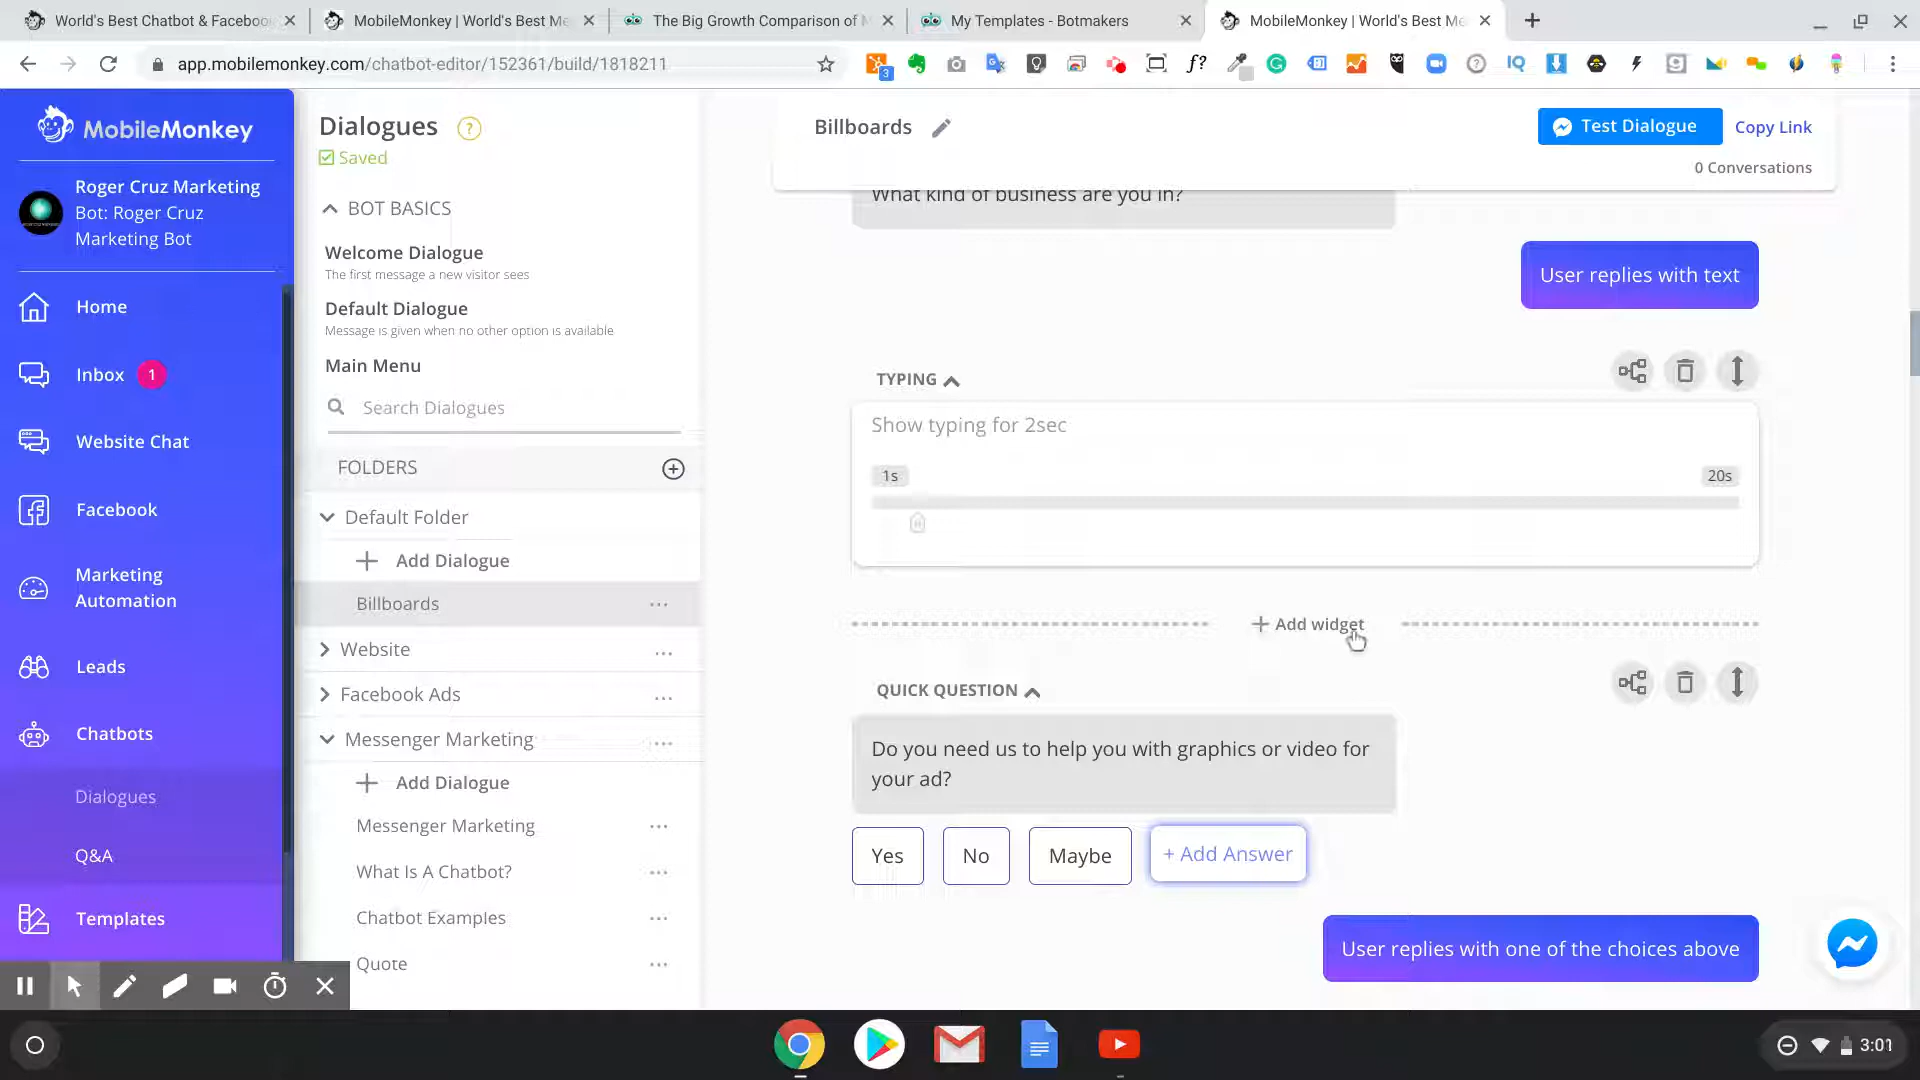 World's Best Chatbot & Faceboo
MobileMonkey | World's Best Me
The Big Growth Comparison of M
My Templates - Botmakers
MobileMonkey | World's Best Me
app.mobilemonkey.com/chatbot-editor/152361/build/1818211
3
f?
IQ
MobileMonkey
Roger Cruz Marketing
Bot: Roger Cruz
Marketing Bot
Home
Inbox 1
Website Chat
Facebook
Marketing
Automation
Leads
Chatbots
Dialogues
Q&A
Templates
Dialogues ?
Saved
BOT BASICS
Welcome Dialogue
The first message a new visitor sees
Default Dialogue
Message is given when no other option is available
Main Menu
Search Dialogues
FOLDERS
Default Folder
Add Dialogue
Billboards ...
Website ...
Facebook Ads ...
Messenger Marketing ...
Add Dialogue
Messenger Marketing ...
What Is A Chatbot? ...
Chatbot Examples ...
Quote ...
Billboards
Test Dialogue
Copy Link
0 Conversations
What kind of business are you in?
User replies with text
TYPING
Show typing for 2sec
1s
20s
+ Add widget
QUICK QUESTION
Do you need us to help you with graphics or video for
your ad?
Yes
No
Maybe
+ Add Answer
User replies with one of the choices above
3:01